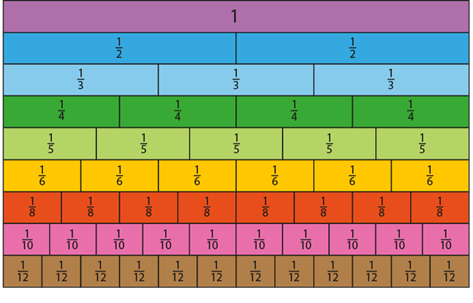 1
1/2 1/2
1/3 1/3 1/3
1/4 1/4 1/4 1/4
1/5 1/5 1/5 1/5 1/5
1/6 1/6 1/6 1/6 1/6 1/6
1/8 1/8 1/8 1/8 1/8 1/8 1/8 1/8
1/10 1/10 1/10 1/10 1/10 1/10 1/10 1/10 1/10 1/10
1/12 1/12 1/12 1/12 1/12 1/12 1/12 1/12 1/12 1/12 1/12 1/12